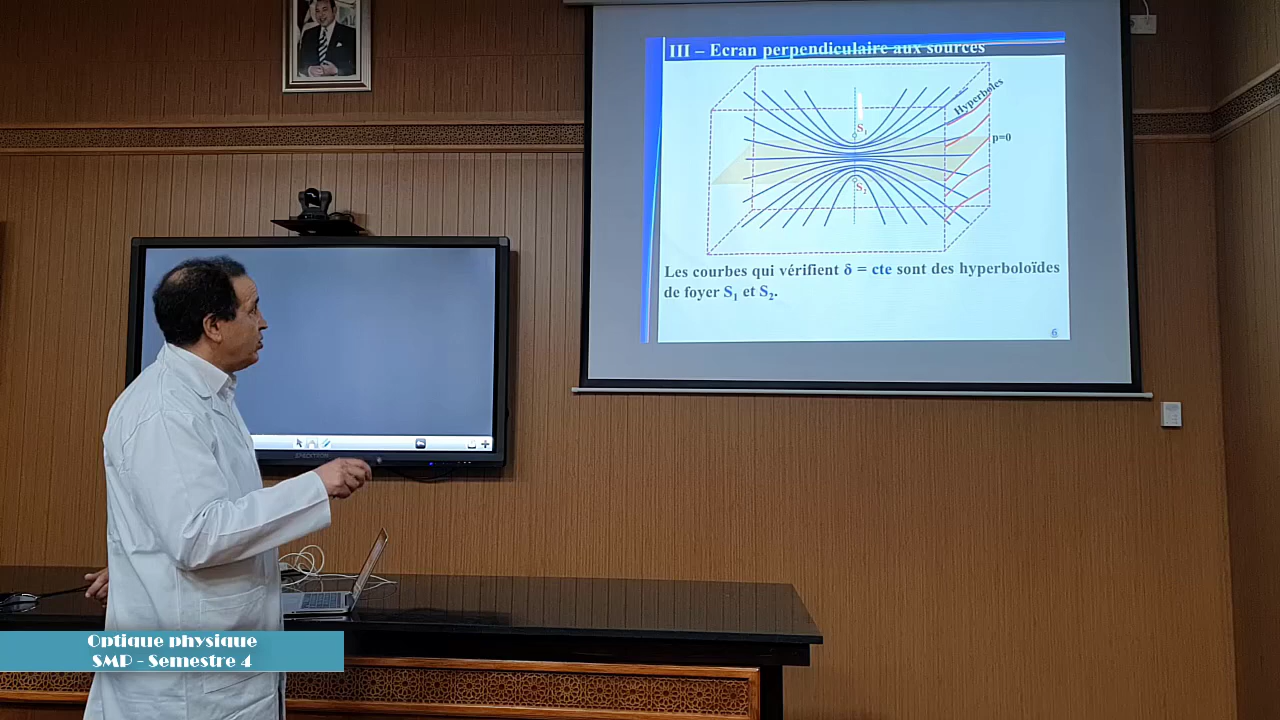 III – Ecran perpendiculaire aux sources
Hyperboles
S1
p=0
S2
Les courbes qui vérifient δ = cte sont des hyperboloïdes
de foyer S1 et S2.
6
Optique physique
SMP - Semestre 4